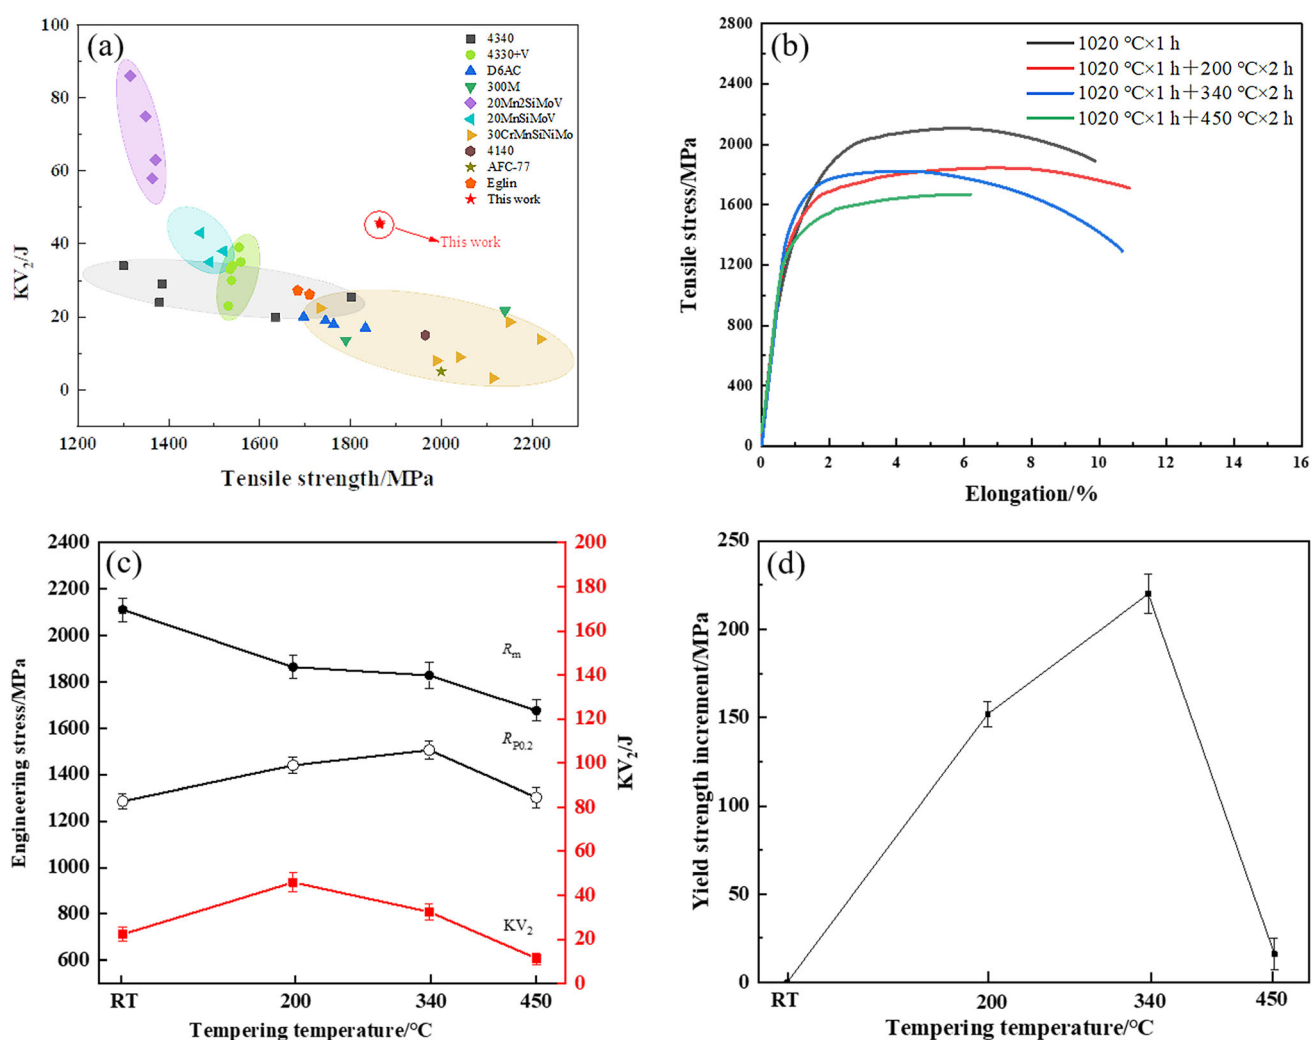 (a)
100
80
60
40
20
0
KV2/J
1200
1400
1600
1800
2000
2200
Tensile strength/MPa
4340
4330+V
D6AC
300M
20Mn2SiMoV
20MnSiMoV
30CrMnSiNiMo
4140
AFC-77
Eglin
This work
This work
(b)
2800
2400
2000
1600
1200
800
400
0
Tensile stress/MPa
0
2
4
6
8
10
12
14
16
Elongation/%
1020 ℃×1 h
1020 ℃×1 h+200 ℃×2 h
1020 ℃×1 h+340 ℃×2 h
1020 ℃×1 h+450 ℃×2 h
(c)
2400
2200
2000
1800
1600
1400
1200
1000
800
600
Engineering stress/MPa
Rm
RP0.2
KV2
200
180
160
140
120
100
80
60
40
20
0
KV2/J
RT
200
340
450
Tempering temperature/°C
(d)
250
200
150
100
50
0
Yield strength increment/MPa
RT
200
340
450
Tempering temperature/°C